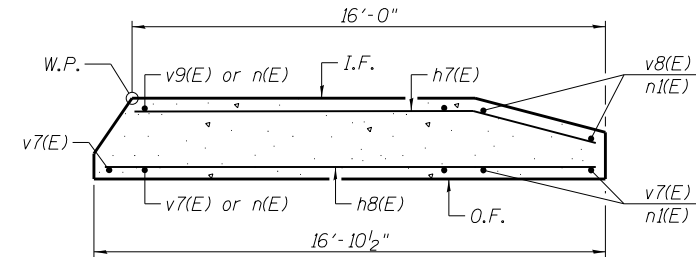 16'-0"
W.P.
v9(E) or n(E)
I.F.
h7(E)
v8(E)
n1(E)
v7(E)
v7(E) or n(E)
h8(E)
O.F.
v7(E)
n1(E)
16'-10½"